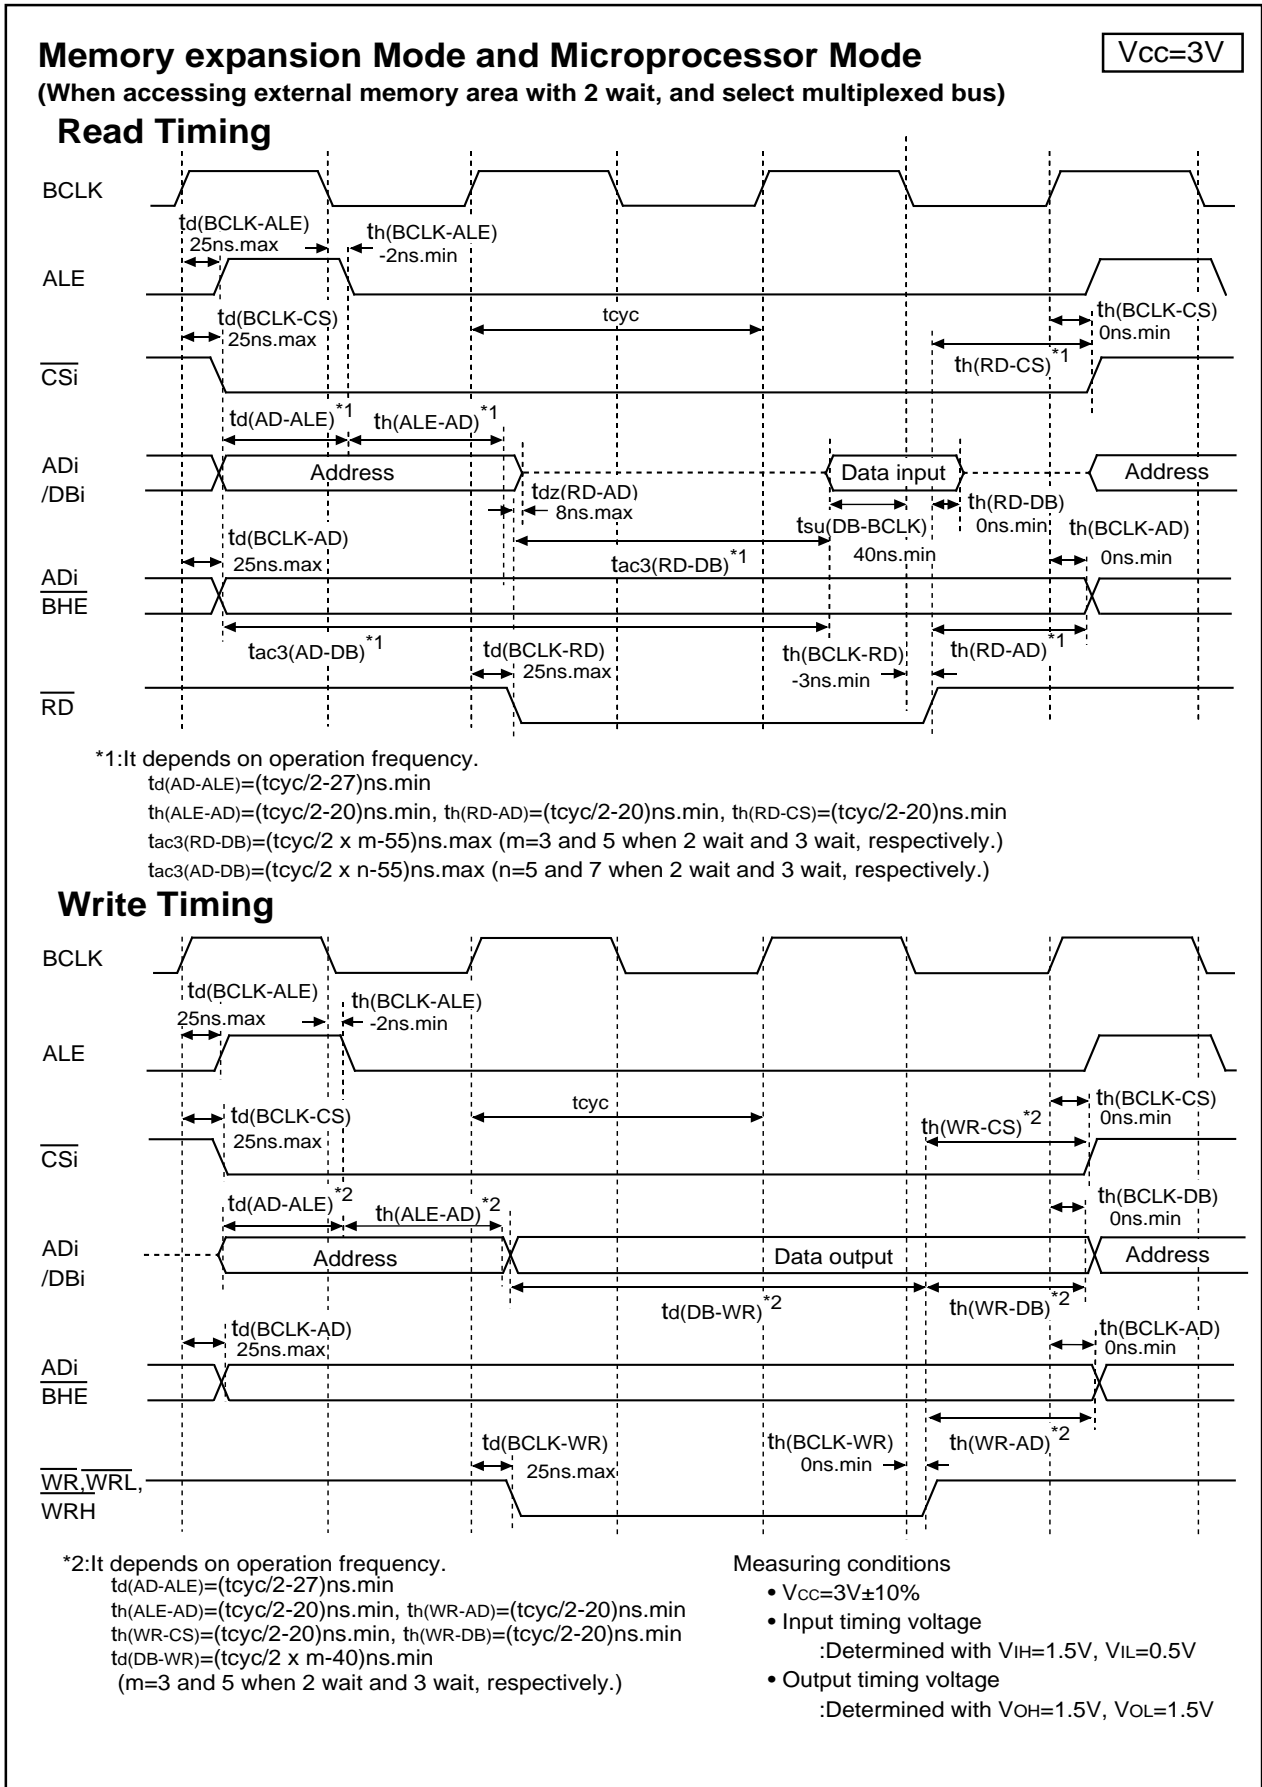 Memory expansion Mode and Microprocessor Mode
Vcc=3V
(When accessing external memory area with 2 wait, and select multiplexed bus)
Read Timing
BCLK
td(BCLK-ALE)
25ns.max
th(BCLK-ALE)
-2ns.min
ALE
td(BCLK-CS)
25ns.max
tcyc
th(BCLK-CS)
0ns.min
th(RD-CS)*1
CSi
td(AD-ALE)*1
th(ALE-AD)*1
ADi
/DBi
Address
Data input
Address
tdz(RD-AD)
8ns.max
th(RD-DB)
0ns.min
tsu(DB-BCLK)
40ns.min
th(BCLK-AD)
0ns.min
td(BCLK-AD)
25ns.max
tac3(RD-DB)*1
ADi
BHE
tac3(AD-DB)*1
td(BCLK-RD)
25ns.max
th(BCLK-RD)
-3ns.min
th(RD-AD)*1
RD
*1:It depends on operation frequency.
td(AD-ALE)=(tcyc/2-27)ns.min
th(ALE-AD)=(tcyc/2-20)ns.min, th(RD-AD)=(tcyc/2-20)ns.min, th(RD-CS)=(tcyc/2-20)ns.min
tac3(RD-DB)=(tcyc/2 x m-55)ns.max (m=3 and 5 when 2 wait and 3 wait, respectively.)
tac3(AD-DB)=(tcyc/2 x n-55)ns.max (n=5 and 7 when 2 wait and 3 wait, respectively.)
Write Timing
BCLK
td(BCLK-ALE)
25ns.max
th(BCLK-ALE)
-2ns.min
ALE
td(BCLK-CS)
25ns.max
tcyc
th(BCLK-CS)
0ns.min
th(WR-CS)*2
CSi
td(AD-ALE)*2
th(ALE-AD)*2
th(BCLK-DB)
0ns.min
ADi
/DBi
Address
Data output
Address
td(DB-WR)*2
th(WR-DB)*2
td(BCLK-AD)
25ns.max
th(BCLK-AD)
0ns.min
ADi
BHE
td(BCLK-WR)
25ns.max
th(BCLK-WR)
0ns.min
th(WR-AD)*2
WR,WRL,
WRH
*2:It depends on operation frequency.
td(AD-ALE)=(tcyc/2-27)ns.min
th(ALE-AD)=(tcyc/2-20)ns.min, th(WR-AD)=(tcyc/2-20)ns.min
th(WR-CS)=(tcyc/2-20)ns.min, th(WR-DB)=(tcyc/2-20)ns.min
td(DB-WR)=(tcyc/2 x m-40)ns.min
(m=3 and 5 when 2 wait and 3 wait, respectively.)
Measuring conditions
• VCC=3V±10%
• Input timing voltage
:Determined with VIH=1.5V, VIL=0.5V
• Output timing voltage
:Determined with VOH=1.5V, VOL=1.5V